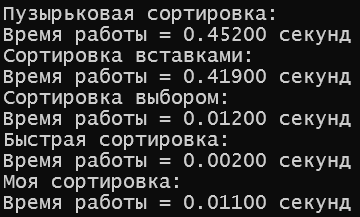 Пузырьковая сортировка:
Время работы = 0.45200 секунд
Сортировка вставками:
Время работы = 0.41900 секунд
Сортировка выбором:
Время работы = 0.01200 секунд
Быстрая сортировка:
Время работы = 0.00200 секунд
Моя сортировка:
Время работы = 0.01100 секунд